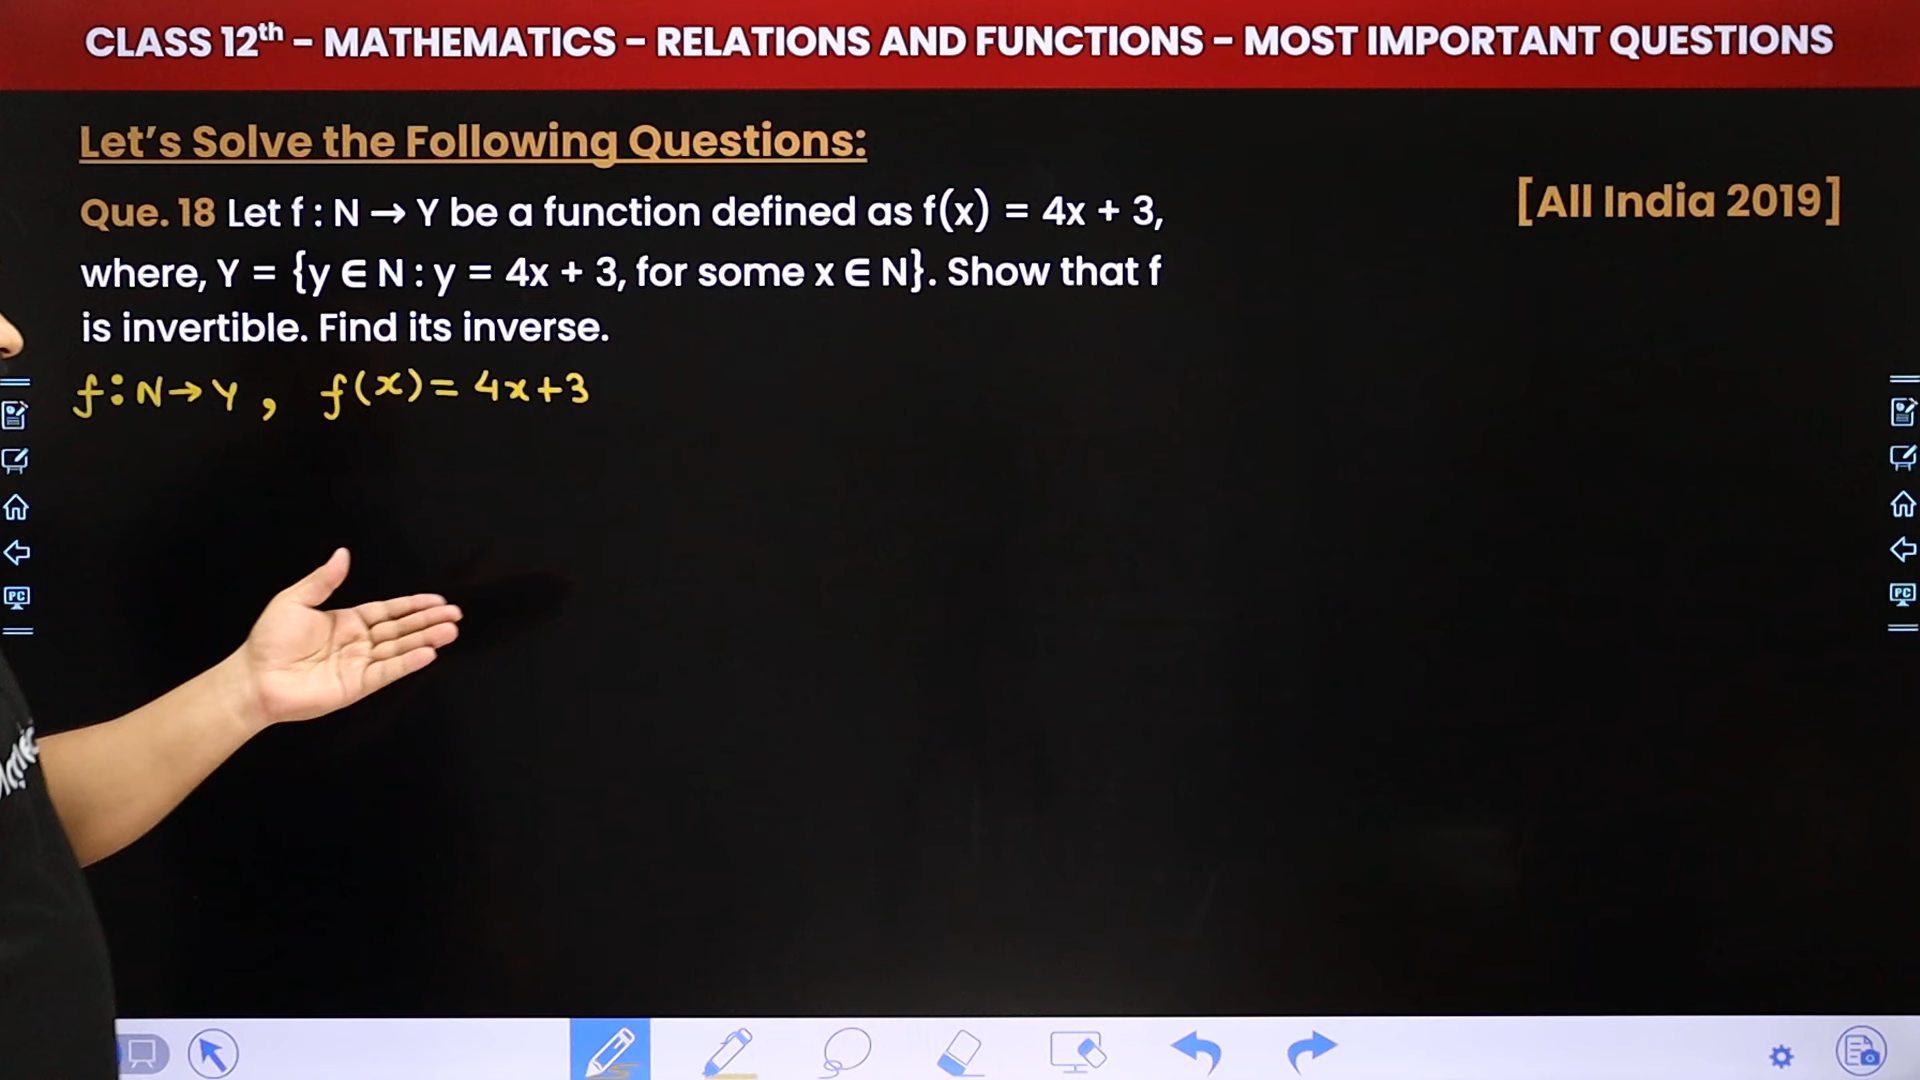 CLASS 12th - MATHEMATICS - RELATIONS AND FUNCTIONS - MOST IMPORTANT QUESTIONS
Let's Solve the Following Questions:
[All India 2019]
Que. 18 Let f : N → Y be a function defined as f(x) = 4x + 3,
where, Y = {y ∈ N : y = 4x + 3, for some x ∈ N}. Show that f
is invertible. Find its inverse.
f : N → Y , f(x) = 4x+3
PC
PC